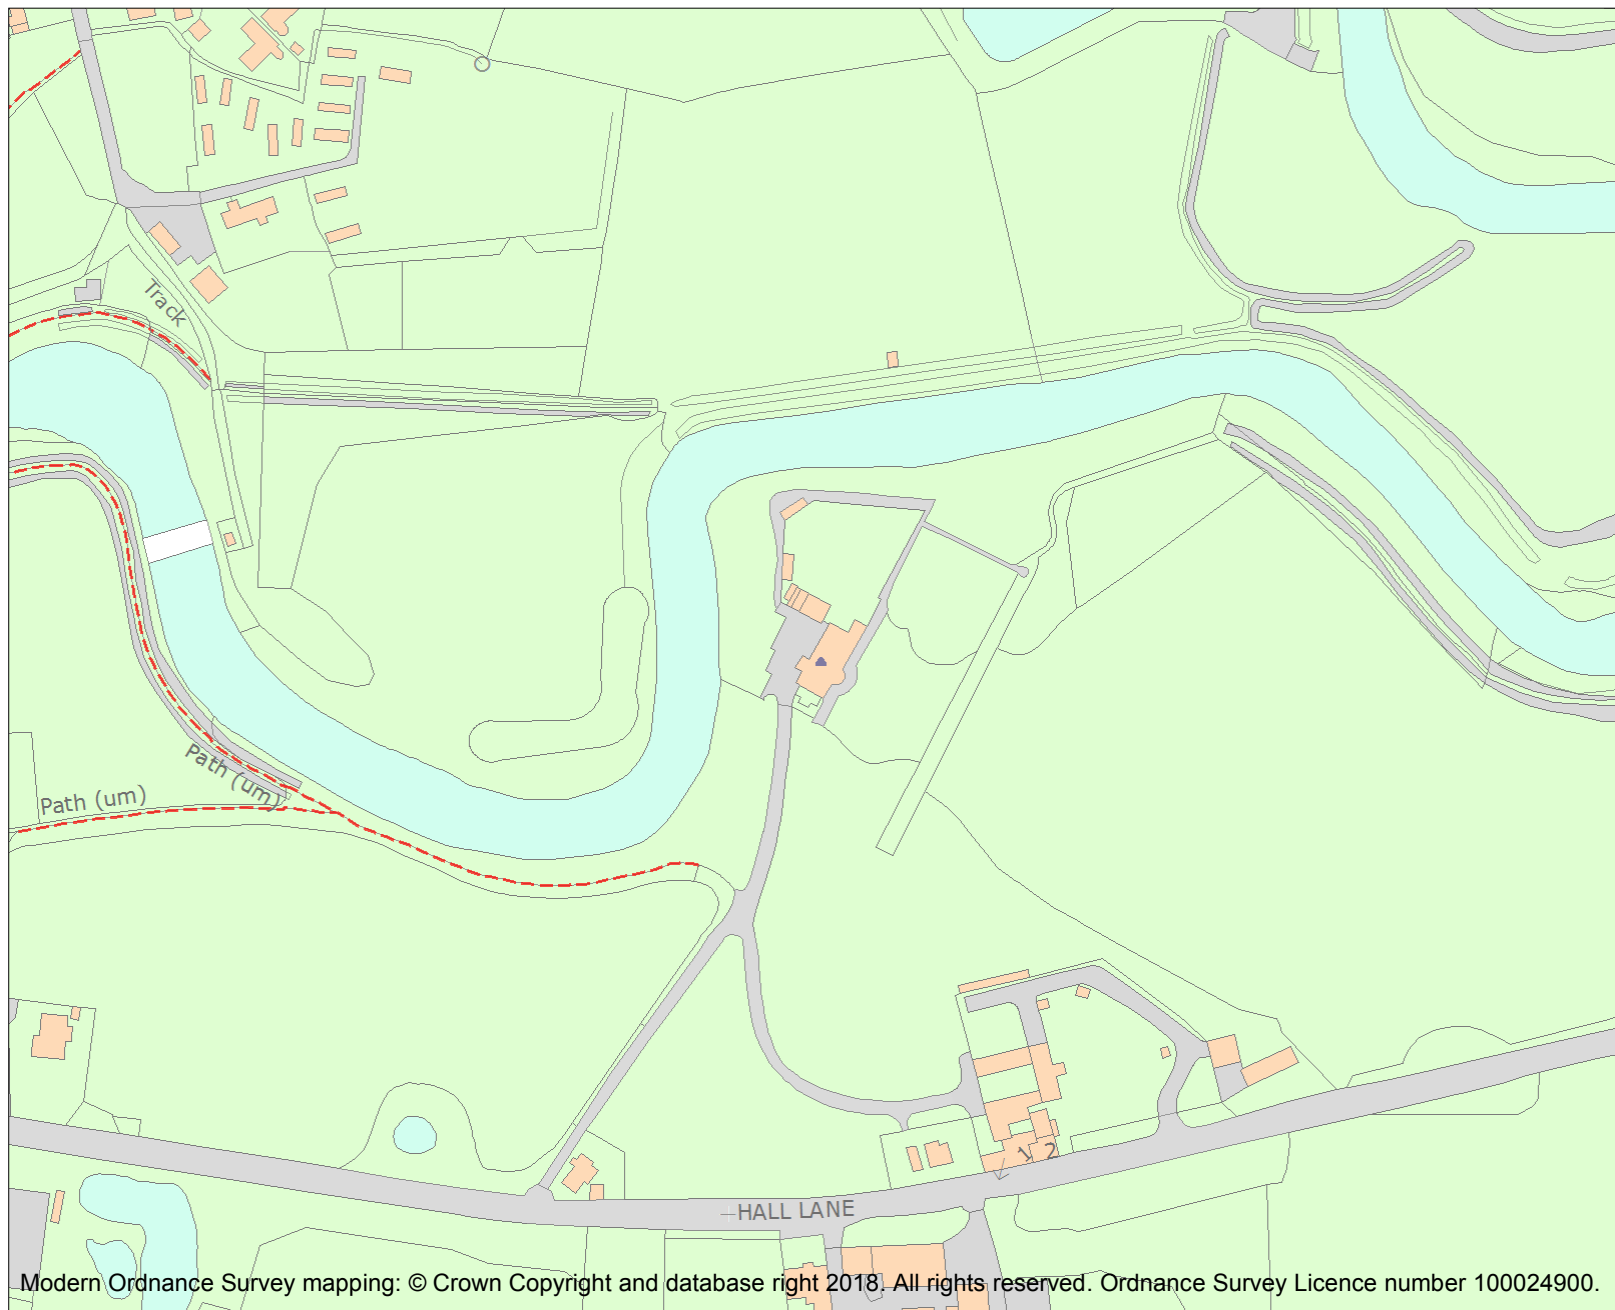 Track
Path (um)
Path (um)
1
2
HALL LANE
Modern Ordnance Survey mapping: © Crown Copyright and database right 2018. All rights reserved. Ordnance Survey Licence number 100024900.